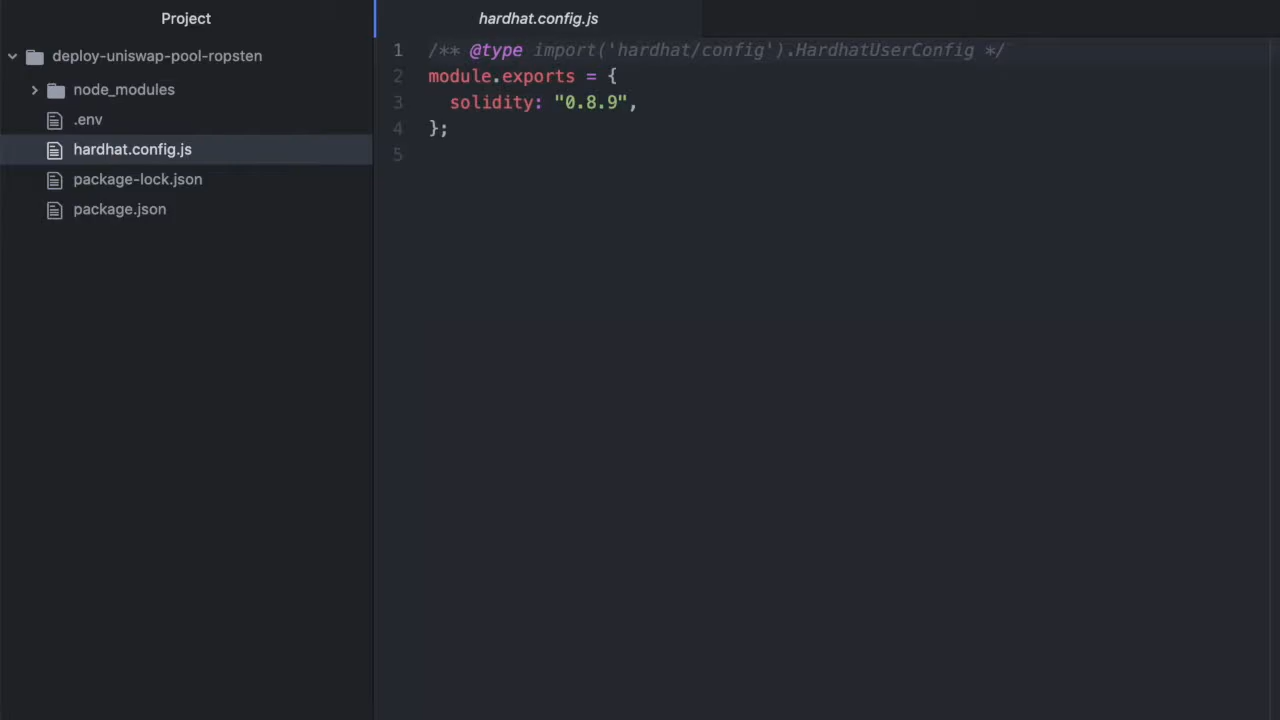 Project
deploy-uniswap-pool-ropsten
node_modules
.env
hardhat.config.js
package-lock.json
package.json
hardhat.config.js
1 /** @type import('hardhat/config').HardhatUserConfig */
2 module.exports = {
3   solidity: "0.8.9",
4 };
5